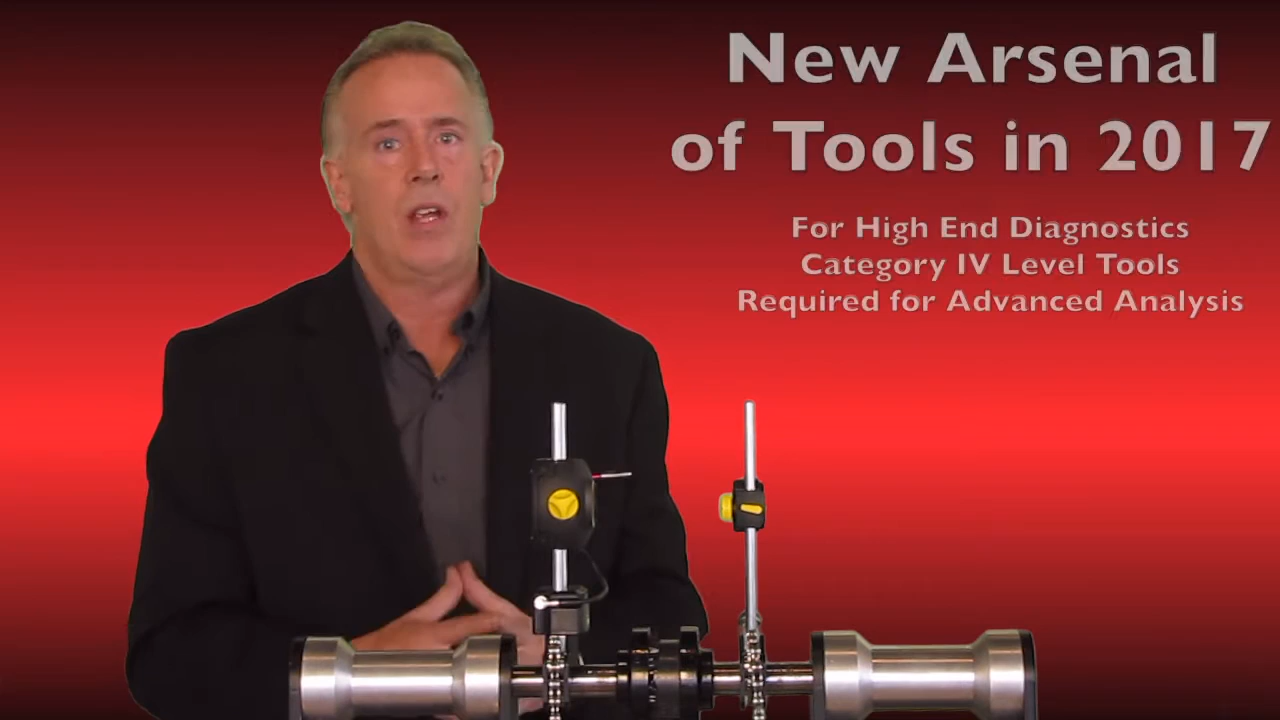 New Arsenal
of Tools in 2017
For High End Diagnostics
Category IV Level Tools
Required for Advanced Analysis